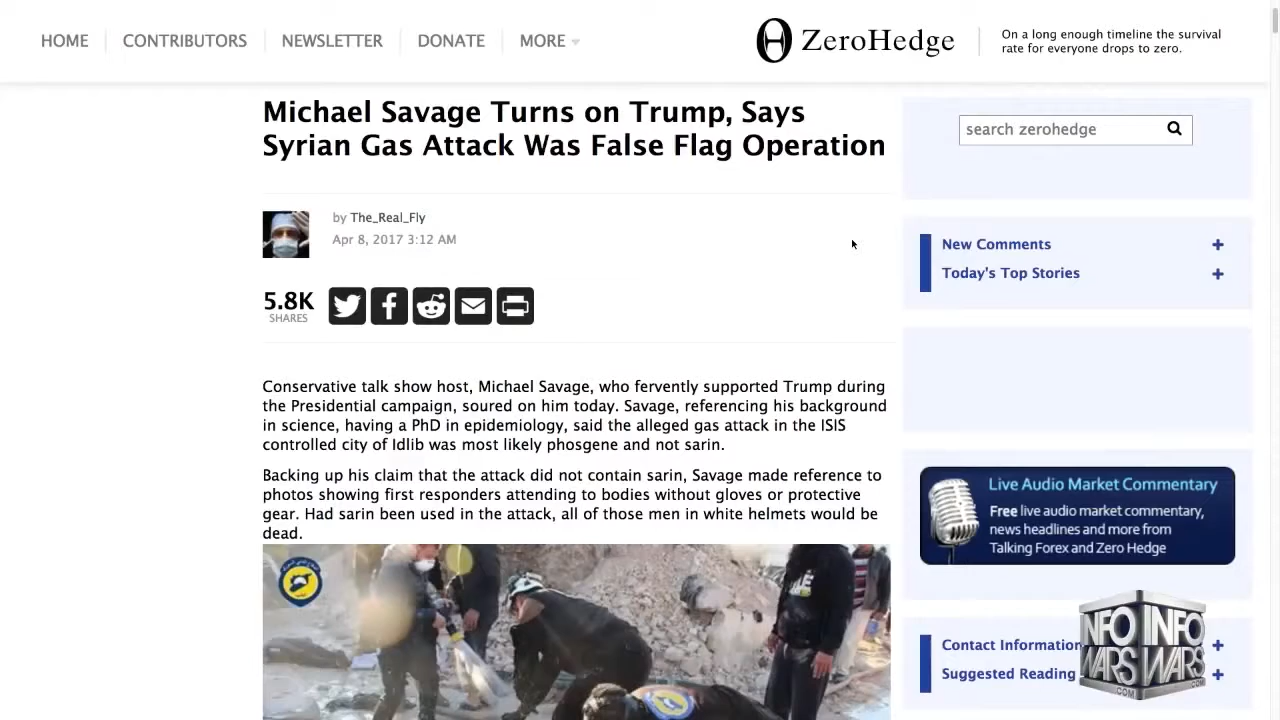 HOME
CONTRIBUTORS
NEWSLETTER
DONATE
MORE
ZeroHedge
On a long enough timeline the survival
rate for everyone drops to zero.
Michael Savage Turns on Trump, Says
Syrian Gas Attack Was False Flag Operation
by The_Real_Fly
Apr 8, 2017 3:12 AM
5.8K
SHARES
Conservative talk show host, Michael Savage, who fervently supported Trump during
the Presidential campaign, soured on him today. Savage, referencing his background
in science, having a PhD in epidemiology, said the alleged gas attack in the ISIS
controlled city of Idlib was most likely phosgene and not sarin.
Backing up his claim that the attack did not contain sarin, Savage made reference to
photos showing first responders attending to bodies without gloves or protective
gear. Had sarin been used in the attack, all of those men in white helmets would be
dead.
search zerohedge
New Comments +
Today's Top Stories +
Live Audio Market Commentary
Free live audio market commentary,
news headlines and more from
Talking Forex and Zero Hedge
Contact Information +
Suggested Reading +
INFO INFO
WARS WARS
.COM .COM